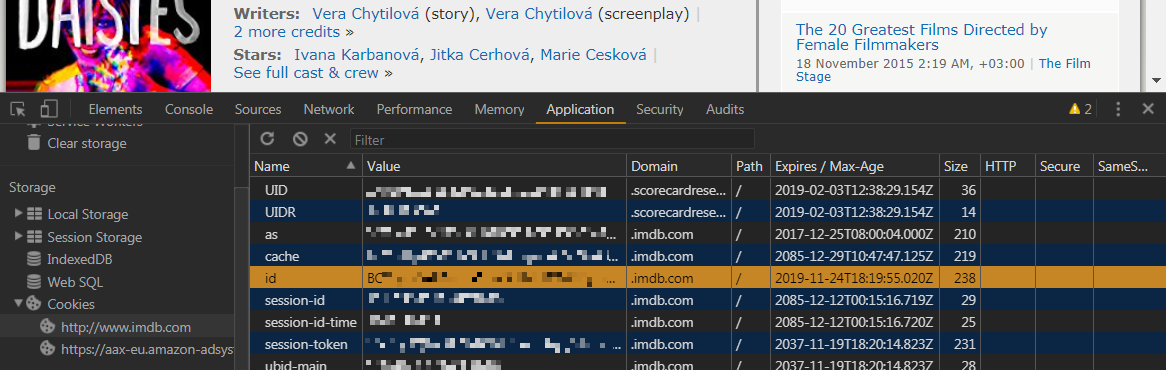 DAISIES
Writers: Vera Chytilová (story), Vera Chytilová (screenplay) |
2 more credits »
Stars: Ivana Karbanová, Jitka Cerhová, Marie Cesková |
See full cast & crew »
The 20 Greatest Films Directed by
Female Filmmakers
18 November 2015 2:19 AM, +03:00 | The Film
Stage
Elements Console Sources Network Performance Memory Application Security Audits 2
Service Workers
Clear storage
Filter
Name Value Domain Path Expires / Max-Age Size HTTP Secure SameS...
Storage
Local Storage
Session Storage
IndexedDB
Web SQL
Cookies
http://www.imdb.com
https://aax-eu.amazon-adsys
UID .scorecardrese... / 2019-02-03T12:38:29.154Z 36
UIDR .scorecardrese... / 2019-02-03T12:38:29.154Z 14
as ... .imdb.com / 2017-12-25T08:00:04.000Z 210
cache ... .imdb.com / 2085-12-29T10:47:47.125Z 219
id BC ... .imdb.com / 2019-11-24T18:19:55.020Z 238
session-id .imdb.com / 2085-12-12T00:15:16.719Z 29
session-id-time .imdb.com / 2085-12-12T00:15:16.720Z 25
session-token ... .imdb.com / 2037-11-19T18:20:14.823Z 231
ubid-main .imdb.com / 2037-11-19T18:20:14.823Z 28